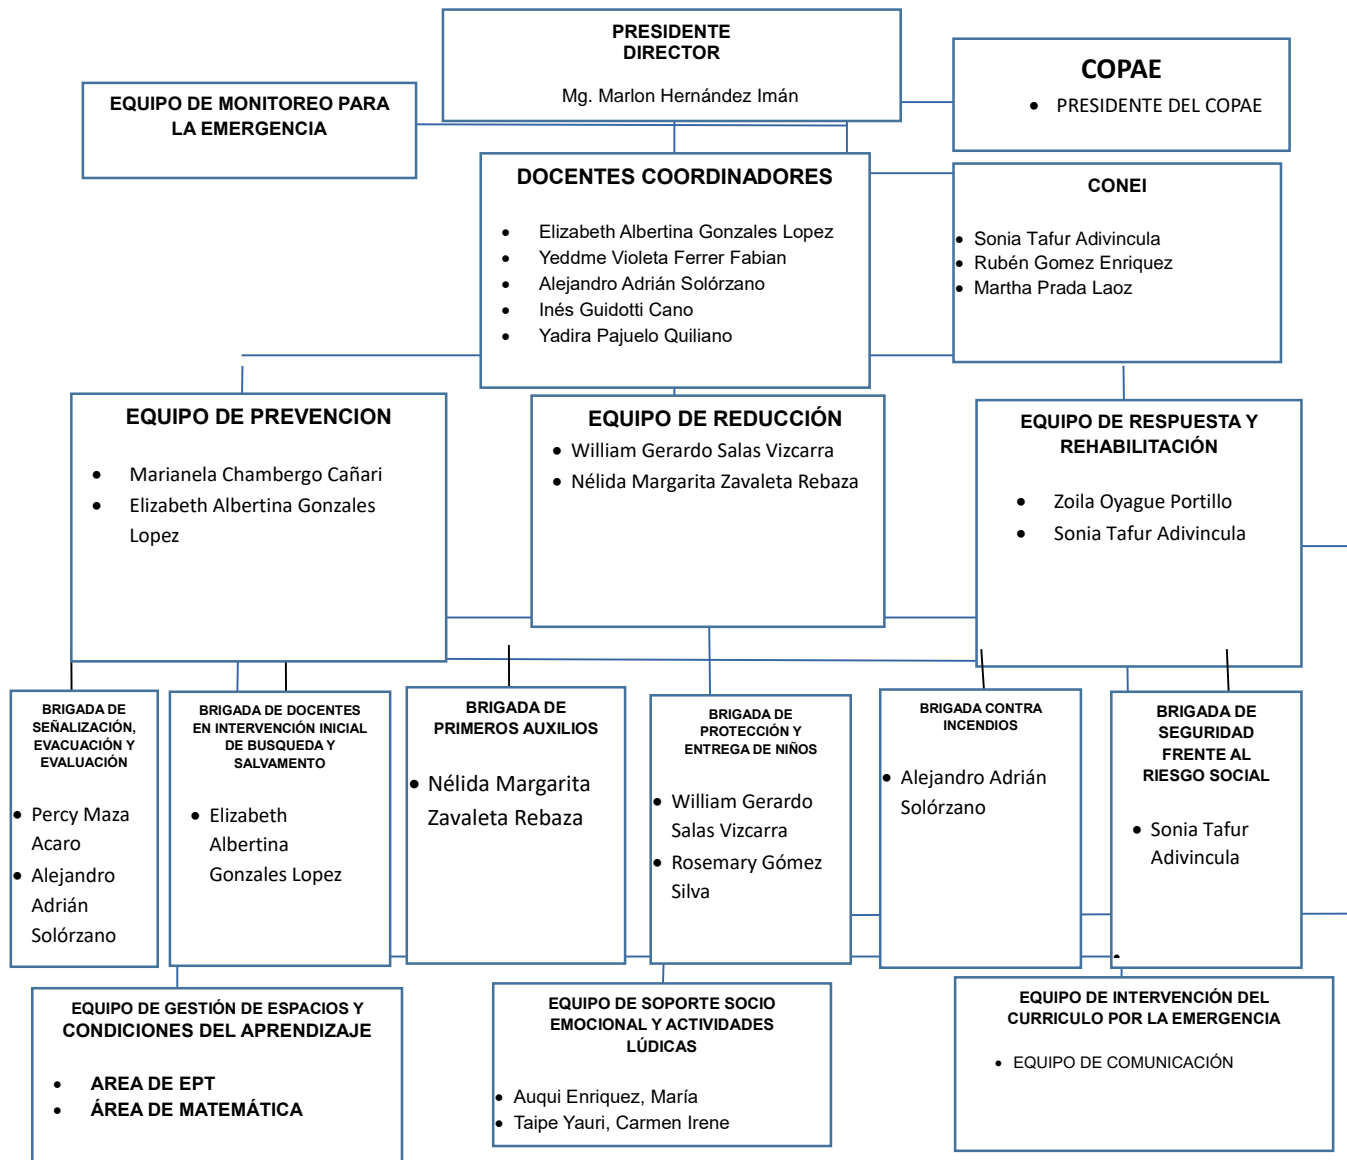 PRESIDENTE
DIRECTOR
Mg. Marlon Hernández Imán
COPAE
• PRESIDENTE DEL COPAE
EQUIPO DE MONITOREO PARA
LA EMERGENCIA
DOCENTES COORDINADORES
• Elizabeth Albertina Gonzales Lopez
• Yeddme Violeta Ferrer Fabian
• Alejandro Adrián Solórzano
• Inés Guidotti Cano
• Yadira Pajuelo Quiliano
CONEI
• Sonia Tafur Adivincula
• Rubén Gomez Enriquez
• Martha Prada Laoz
EQUIPO DE PREVENCION
• Marianela Chambergo Cañari
• Elizabeth Albertina Gonzales
Lopez
EQUIPO DE REDUCCIÓN
• William Gerardo Salas Vizcarra
• Nélida Margarita Zavaleta Rebaza
EQUIPO DE RESPUESTA Y
REHABILITACIÓN
• Zoila Oyague Portillo
• Sonia Tafur Adivincula
BRIGADA DE
SEÑALIZACIÓN,
EVACUACIÓN Y
EVALUACIÓN
• Percy Maza
Acaro
• Alejandro
Adrián
Solórzano
BRIGADA DE DOCENTES
EN INTERVENCIÓN INICIAL
DE BUSQUEDA Y
SALVAMENTO
• Elizabeth
Albertina
Gonzales Lopez
BRIGADA DE
PRIMEROS AUXILIOS
• Nélida Margarita
Zavaleta Rebaza
BRIGADA DE
PROTECCIÓN Y
ENTREGA DE NIÑOS
• William Gerardo
Salas Vizcarra
• Rosemary Gómez
Silva
BRIGADA CONTRA
INCENDIOS
• Alejandro Adrián
Solórzano
BRIGADA DE
SEGURIDAD
FRENTE AL
RIESGO SOCIAL
• Sonia Tafur
Adivincula
EQUIPO DE GESTIÓN DE ESPACIOS Y
CONDICIONES DEL APRENDIZAJE
• AREA DE EPT
• ÁREA DE MATEMÁTICA
EQUIPO DE SOPORTE SOCIO
EMOCIONAL Y ACTIVIDADES
LÚDICAS
• Auqui Enriquez, María
• Taipe Yauri, Carmen Irene
EQUIPO DE INTERVENCIÓN DEL
CURRICULO POR LA EMERGENCIA
• EQUIPO DE COMUNICACIÓN